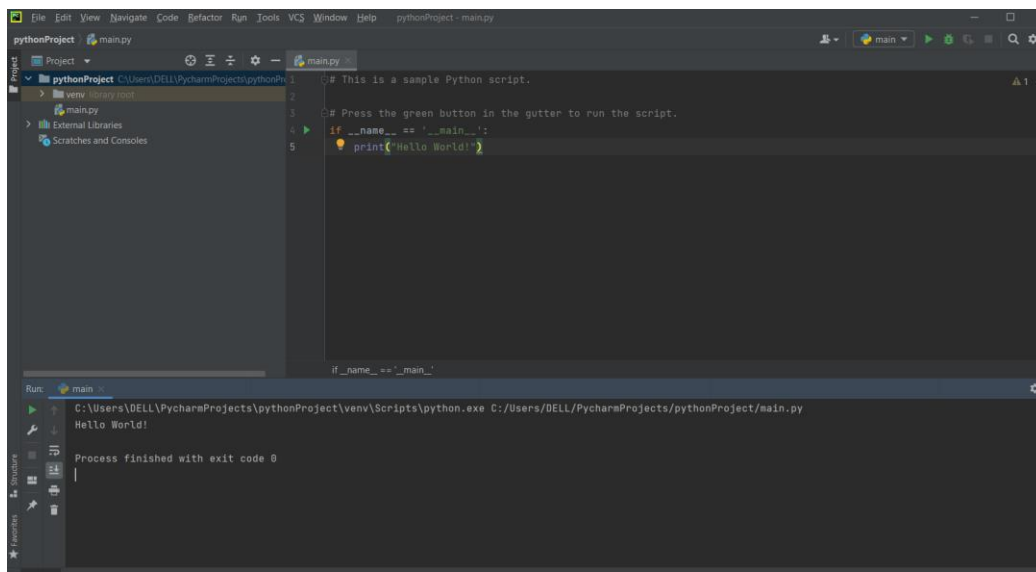 File Edit View Navigate Code Refactor Run Tools VCS Window Help pythonProject - main.py
pythonProject main.py
main
Project
Project
main.py
pythonProject C:\Users\DELL\PycharmProjects\pythonPr
venv library root
main.py
External Libraries
Scratches and Consoles
1 # This is a sample Python script.
1
2
3 # Press the green button in the gutter to run the script.
4 if __name__ == '__main__':
5 print("Hello World!")
if __name__ == '__main__'
Run: main
C:\Users\DELL\PycharmProjects\pythonProject\venv\Scripts\python.exe C:/Users/DELL/PycharmProjects/pythonProject/main.py
Hello World!
Process finished with exit code 0
Structure
Favorites